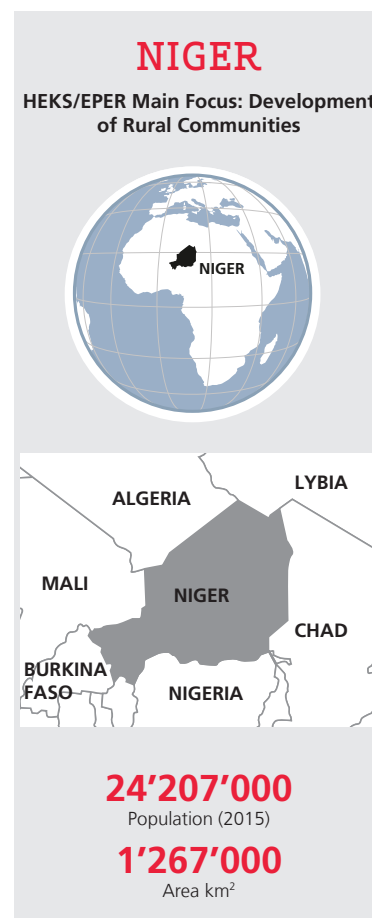 NIGER
HEKS/EPER Main Focus: Development
of Rural Communities
NIGER
LYBIA
ALGERIA
MALI
NIGER
CHAD
BURKINA
FASO
NIGERIA
24'207'000
Population (2015)
1'267'000
Area km²